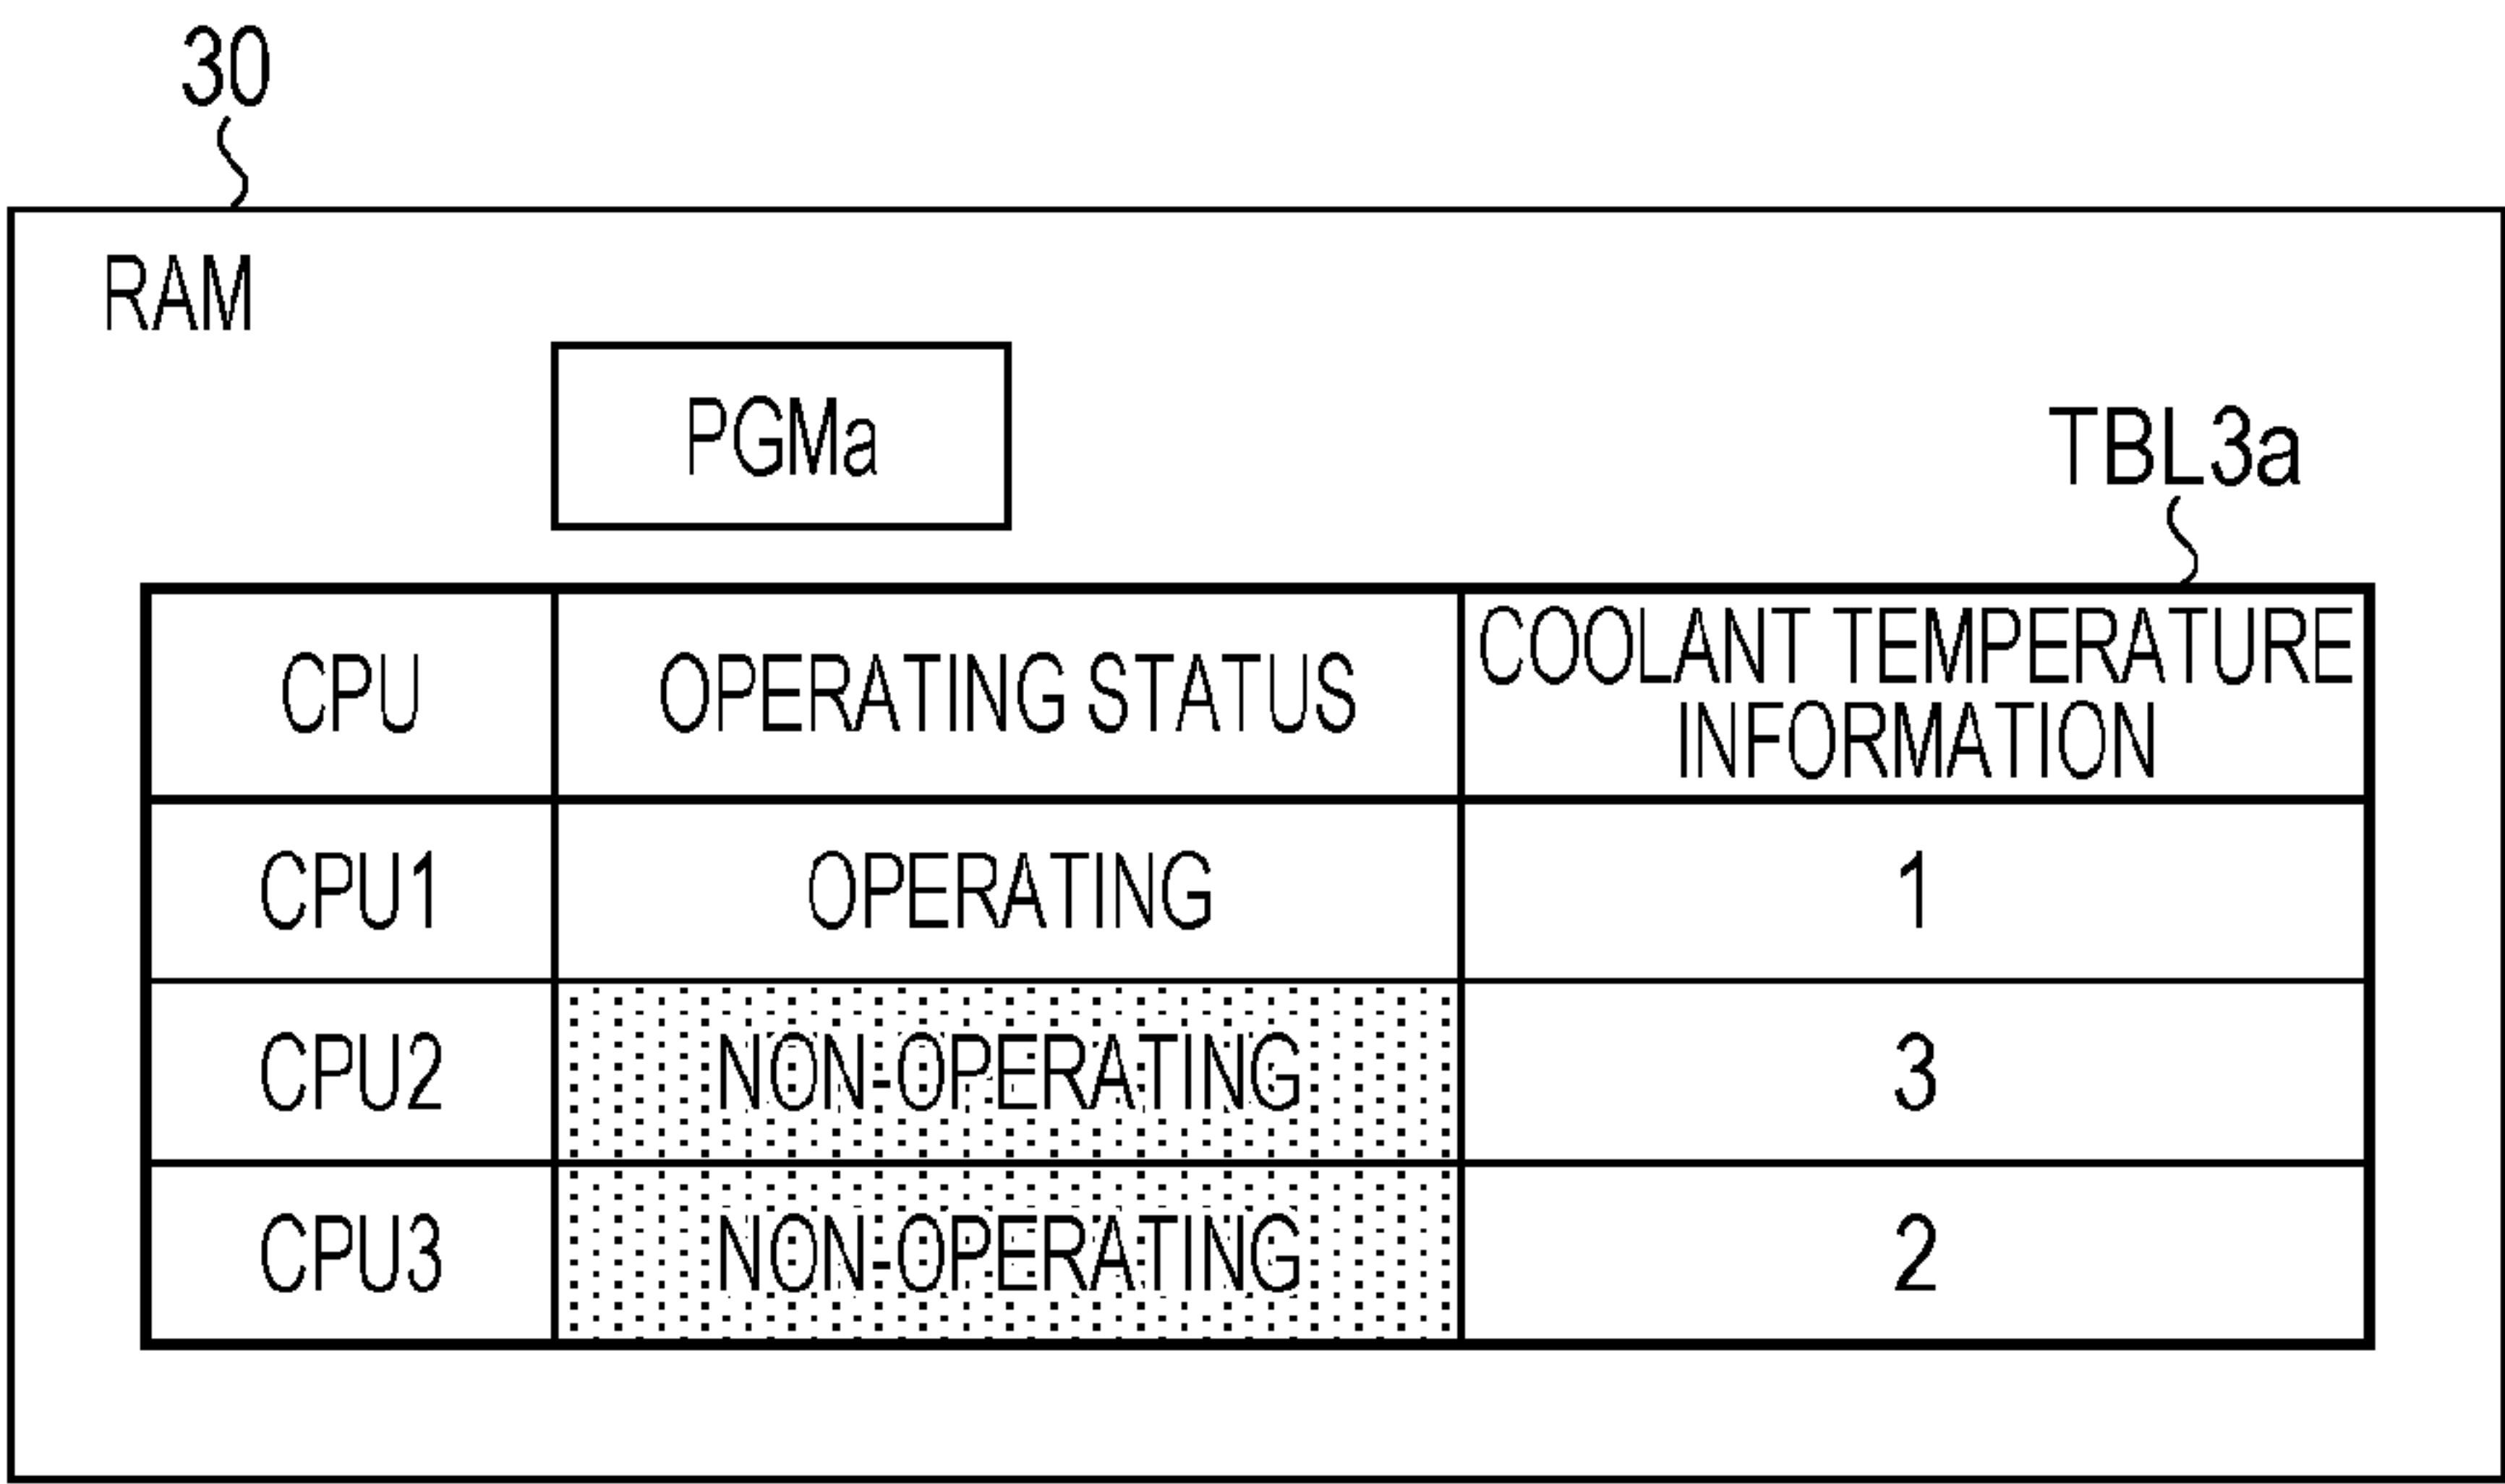 30
RAM
PGMa
TBL3a
CPU
OPERATING STATUS
COOLANT TEMPERATURE
INFORMATION
CPU1
OPERATING
1
CPU2
NON-OPERATING
3
CPU3
NON-OPERATING
2